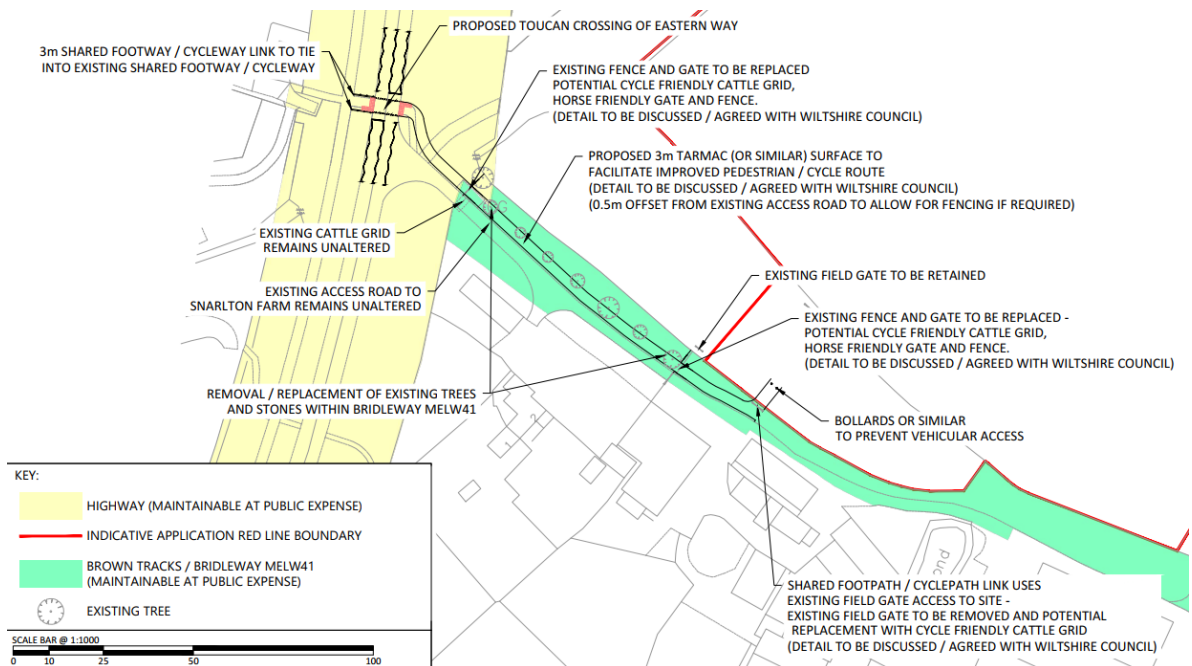 PROPOSED TOUCAN CROSSING OF EASTERN WAY
3m SHARED FOOTWAY / CYCLEWAY LINK TO TIE
INTO EXISTING SHARED FOOTWAY / CYCLEWAY
EXISTING FENCE AND GATE TO BE REPLACED
POTENTIAL CYCLE FRIENDLY CATTLE GRID,
HORSE FRIENDLY GATE AND FENCE.
(DETAIL TO BE DISCUSSED / AGREED WITH WILTSHIRE COUNCIL)
PROPOSED 3m TARMAC (OR SIMILAR) SURFACE TO
FACILITATE IMPROVED PEDESTRIAN / CYCLE ROUTE
(DETAIL TO BE DISCUSSED / AGREED WITH WILTSHIRE COUNCIL)
(0.5m OFFSET FROM EXISTING ACCESS ROAD TO ALLOW FOR FENCING IF REQUIRED)
EXISTING CATTLE GRID
REMAINS UNALTERED
EXISTING FIELD GATE TO BE RETAINED
EXISTING ACCESS ROAD TO
SNARLTON FARM REMAINS UNALTERED
EXISTING FENCE AND GATE TO BE REPLACED -
POTENTIAL CYCLE FRIENDLY CATTLE GRID,
HORSE FRIENDLY GATE AND FENCE.
(DETAIL TO BE DISCUSSED / AGREED WITH WILTSHIRE COUNCIL)
REMOVAL / REPLACEMENT OF EXISTING TREES
AND STONES WITHIN BRIDLEWAY MELW41
BOLLARDS OR SIMILAR
TO PREVENT VEHICULAR ACCESS
1
2
KEY:
HIGHWAY (MAINTAINABLE AT PUBLIC EXPENSE)
INDICATIVE APPLICATION RED LINE BOUNDARY
BROWN TRACKS / BRIDLEWAY MELW41
(MAINTAINABLE AT PUBLIC EXPENSE)
EXISTING TREE
SHARED FOOTPATH / CYCLEPATH LINK USES
EXISTING FIELD GATE ACCESS TO SITE -
EXISTING FIELD GATE TO BE REMOVED AND POTENTIAL
REPLACEMENT WITH CYCLE FRIENDLY CATTLE GRID
(DETAIL TO BE DISCUSSED / AGREED WITH WILTSHIRE COUNCIL)
SCALE BAR @ 1:1000
0 10 25 50 100